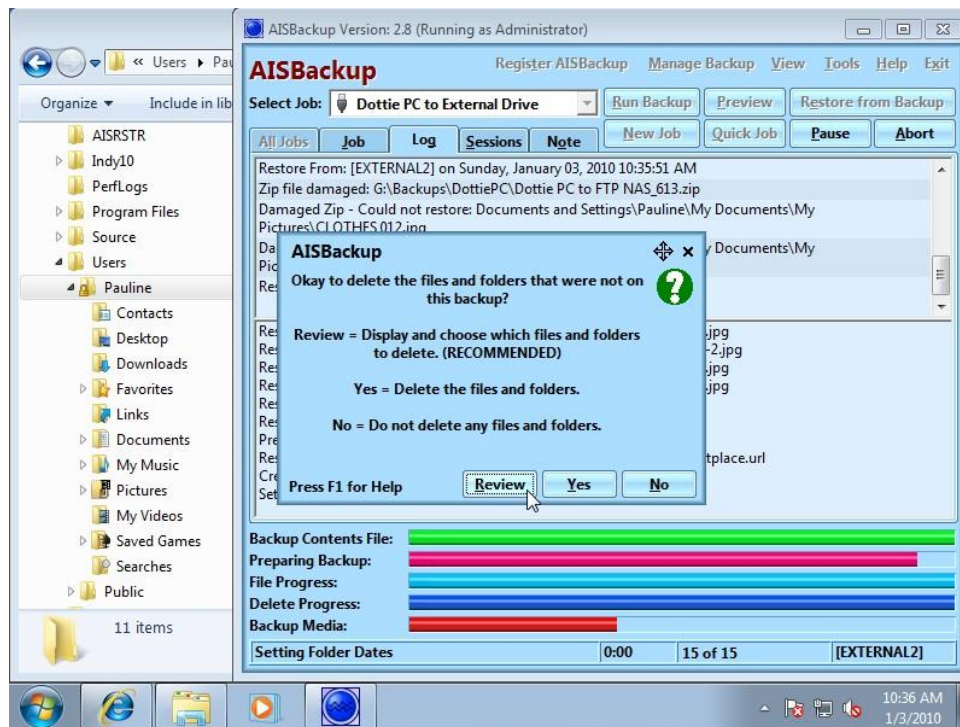 AISBackup Version: 2.8 (Running as Administrator)
« Users
Organize
Include in lib
AISRSTR
Indy10
PerfLogs
Program Files
Source
Users
Pauline
Contacts
Desktop
Downloads
Favorites
Links
Documents
My Music
Pictures
My Videos
Saved Games
Searches
Public
11 items
AISBackup
Register AISBackup Manage Backup View Tools Help Exit
Select Job: Dottie PC to External Drive Run Backup Preview Restore from Backup
All Jobs Job Log Sessions Note New Job Quick Job Pause Abort
Restore From: [EXTERNAL2] on Sunday, January 03, 2010 10:35:51 AM
Zip file damaged: G:\Backups\DottiePC\Dottie PC to FTP NAS_613.zip
Damaged Zip - Could not restore: Documents and Settings\Pauline\My Documents\My
Pictures\CLOTHES 012.jpg
y Documents\My
.jpg
-2.jpg
.jpg
.jpg
tplace.url
AISBackup
Okay to delete the files and folders that were not on
this backup?
Review = Display and choose which files and folders
to delete. (RECOMMENDED)
Yes = Delete the files and folders.
No = Do not delete any files and folders.
Press F1 for Help Review Yes No
Backup Contents File:
Preparing Backup:
File Progress:
Delete Progress:
Backup Media:
Setting Folder Dates 0:00 15 of 15 [EXTERNAL2]
10:36 AM
1/3/2010